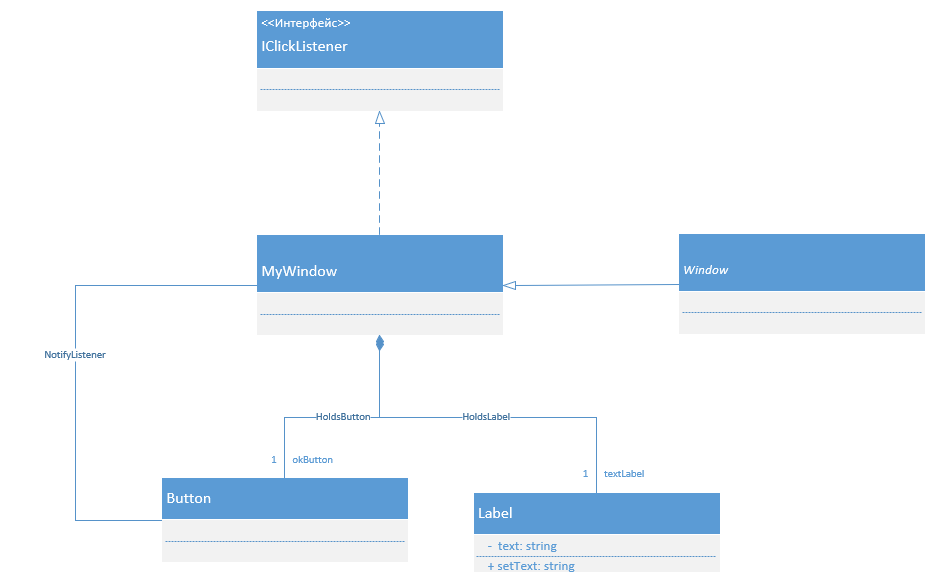 <<Интерфейс>>
IClickListener
MyWindow
Window
NotifyListener
HoldsButton
HoldsLabel
1 okButton
1 textLabel
Button
Label
- text: string
+ setText: string